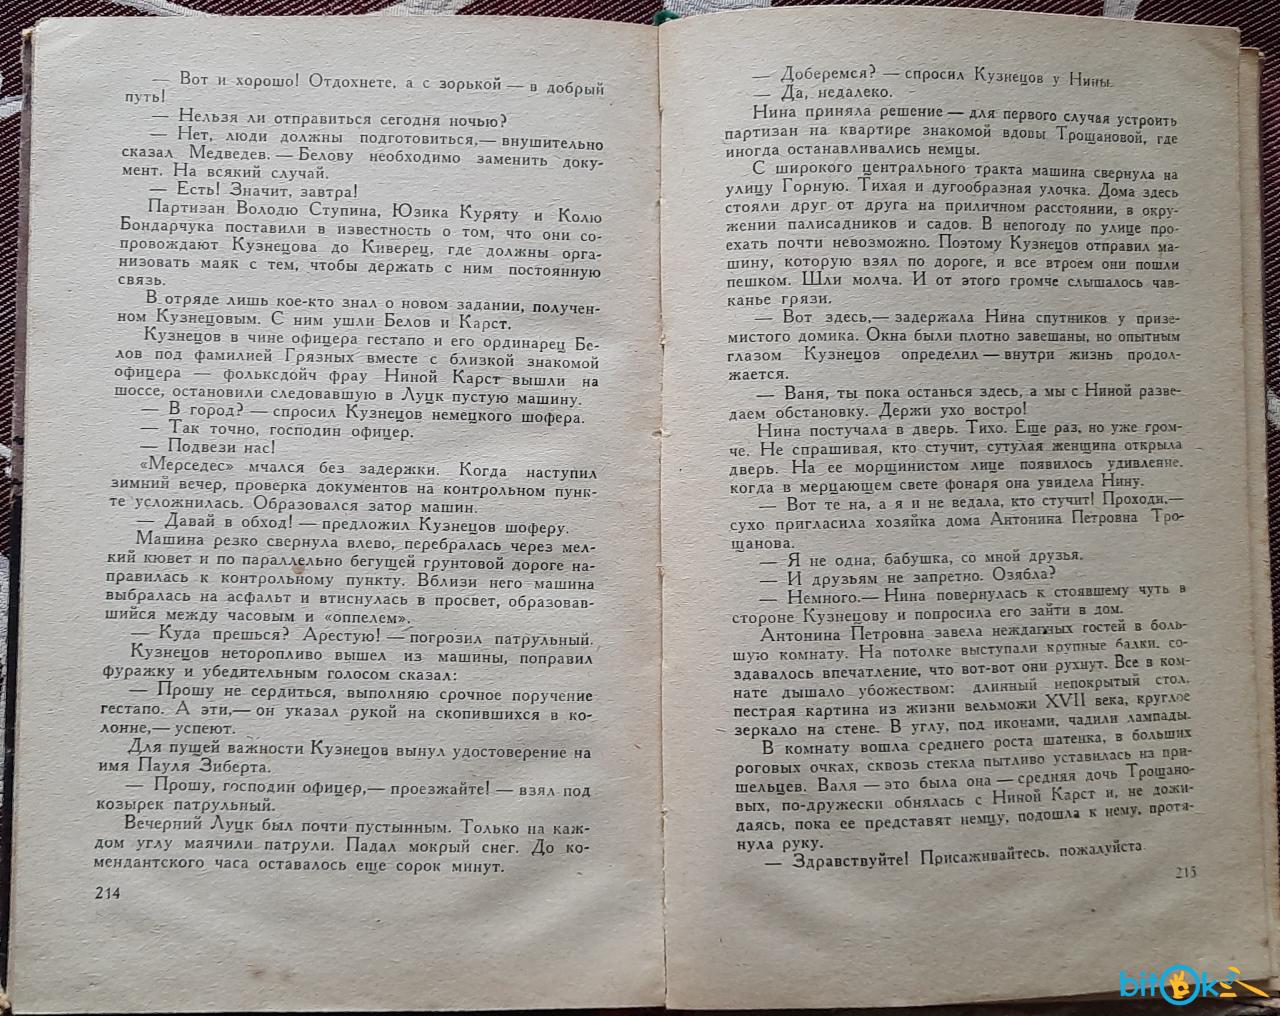 — Вот и хорошо! Отдохнете, а с зорькой — в добрый
путь!
— Нельзя ли отправиться сегодня ночью?
— Нет, люди должны подготовиться,— внушительно
сказал Медведев. — Белову необходимо заменить доку-
мент. На всякий случай.
— Есть! Значит, завтра!
Партизан Володю Ступина, Юзика Куряту и Колю
Бондарчука поставили в известность о том, что они со-
провождают Кузнецова до Киверец, где должны орга-
низовать маяк с тем, чтобы держать с ним постоянную
связь.
В отряде лишь кое-кто знал о новом задании, получен-
ном Кузнецовым. С ним ушли Белов и Карст.
Кузнецов в чине офицера гестапо и его ординарец Бе-
лов под фамилией Грязных вместе с близкой знакомой
офицера — фольксдойч фрау Ниной Карст вышли на
шоссе, остановили следовавшую в Луцк пустую машину.
— В город? — спросил Кузнецов немецкого шофера.
— Так точно, господин офицер.
— Подвези нас!
«Мерседес» мчался без задержки. Когда наступил
зимний вечер, проверка документов на контрольном пунк-
те усложнилась. Образовался затор машин.
— Давай в обход! — предложил Кузнецов шоферу.
Машина резко свернула влево, перебралась через мел-
кий кювет и по параллельно бегущей грунтовой дороге на-
правилась к контрольному пункту. Вблизи него машина
выбралась на асфальт и втиснулась в просвет, образовав-
шийся между часовым и «оппелем».
— Куда прешься? Арестую! — погрозил патрульный.
Кузнецов неторопливо вышел из машины, поправил
фуражку и убедительным голосом сказал:
— Прошу не сердиться, выполняю срочное поручение
гестапо. А эти,— он указал рукой на скопившихся в ко-
лонне,— успеют.
Для пущей важности Кузнецов вынул удостоверение на
имя Пауля Зиберта.
— Прошу, господин офицер,— проезжайте! — взял под
козырек патрульный.
Вечерний Луцк был почти пустынным. Только на каж-
дом углу маячили патрули. Падал мокрый снег. До ко-
мендантского часа оставалось еще сорок минут.
214
— Доберемся? — спросил Кузнецов у Нины.
— Да, недалеко.
Нина приняла решение — для первого случая устроить
партизан на квартире знакомой вдовы Трощановой, где
иногда останавливались немцы.
С широкого центрального тракта машина свернула на
улицу Горную. Тихая и дугообразная улочка. Дома здесь
стояли друг от друга на приличном расстоянии, в окру-
жении палисадников и садов. В непогоду по улице про-
ехать почти невозможно. Поэтому Кузнецов отправил ма-
шину, которую взял по дороге, и все втроем они пошли
пешком. Шли молча. И от этого громче слышалось чав-
канье грязи.
— Вот здесь,— задержала Нина спутников у призе-
мистого домика. Окна были плотно завешаны, но опытным
глазом Кузнецов определил — внутри жизнь продол-
жается.
— Ваня, ты пока останься здесь, а мы с Ниной разве-
даем обстановку. Держи ухо востро!
Нина постучала в дверь. Тихо. Еще раз, но уже гром-
че. Не спрашивая, кто стучит, сутулая женщина открыла
дверь. На ее морщинистом лице появилось удивление,
когда в мерцающем свете фонаря она увидела Нину.
— Вот те на, а я и не ведала, кто стучит! Проходи,—
сухо пригласила хозяйка дома Антонина Петровна Тро-
щанова.
— Я не одна, бабушка, со мной друзья.
— И друзьям не запретно. Озябла?
— Немного.— Нина повернулась к стоявшему чуть в
стороне Кузнецову и попросила его зайти в дом.
Антонина Петровна завела нежданных гостей в боль-
шую комнату. На потолке выступали крупные балки, со-
здавалось впечатление, что вот-вот они рухнут. Все в ком-
нате дышало убожеством: длинный непокрытый стол,
пестрая картина из жизни вельможи XVII века, круглое
зеркало на стене. В углу, под иконами, чадили лампады.
В комнату вошла среднего роста шатенка, в больших
роговых очках, сквозь стекла пытливо уставилась на при-
шельцев. Валя — это была она — средняя дочь Трощано-
вых, по-дружески обнялась с Ниной Карст и, не дожи-
даясь, пока ее представят немцу, подошла к нему, протя-
нула руку.
— Здравствуйте! Присаживайтесь, пожалуйста.
215
bitOk